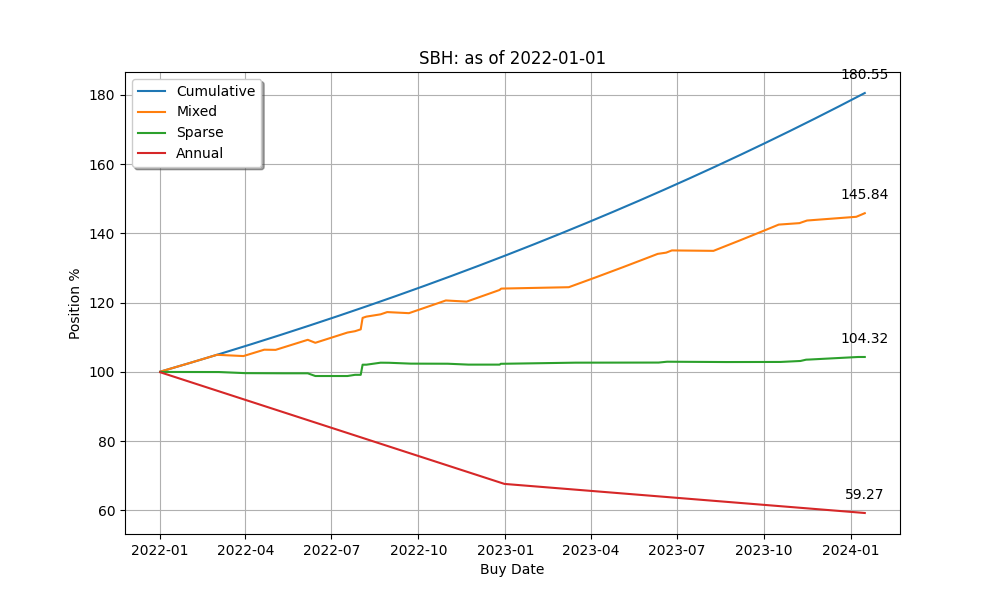 SBH: as of 2022-01-01
180.55
Cumulative
Mixed
Sparse
Annual
145.84
104.32
59.27
180
160
140
120
100
80
60
Position %
2022-01 2022-04 2022-07 2022-10 2023-01 2023-04 2023-07 2023-10 2024-01
Buy Date